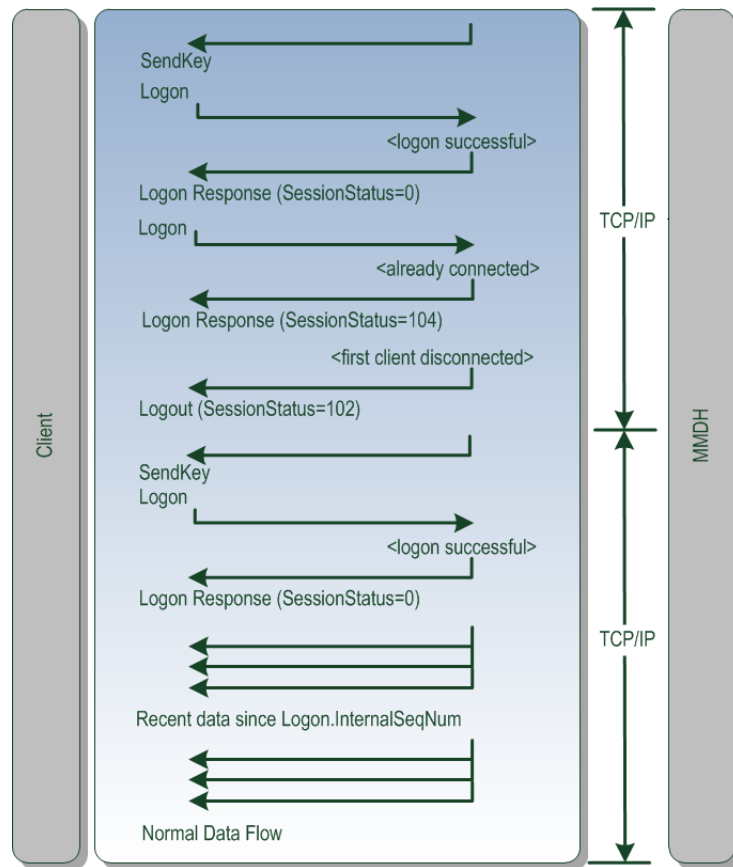 SendKey
Logon
<logon successful>
Logon Response (SessionStatus=0)
Logon
<already connected>
Logon Response (SessionStatus=104)
<first client disconnected>
Logout (SessionStatus=102)
SendKey
Logon
<logon successful>
Logon Response (SessionStatus=0)
Recent data since Logon.InternalSeqNum
Normal Data Flow
Client
TCP/IP
TCP/IP
MMDH